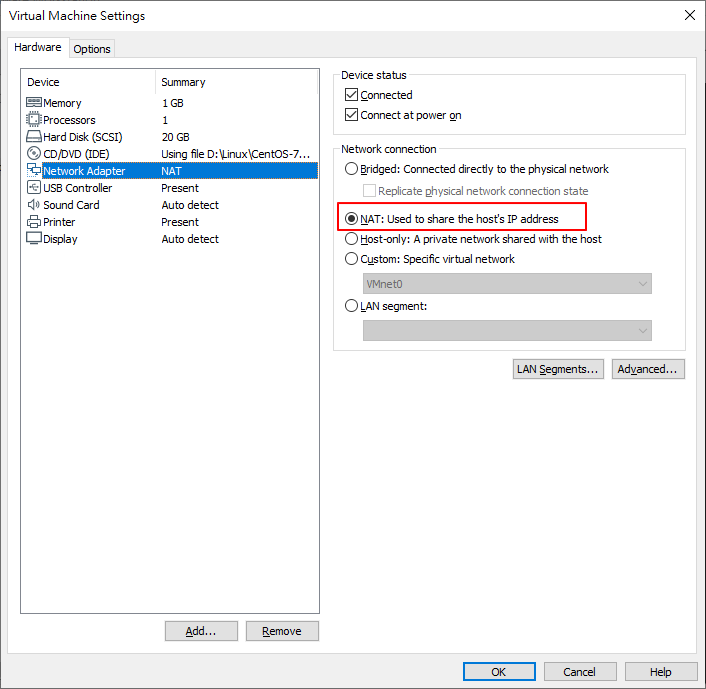 Virtual Machine Settings
Hardware
Options
Device Summary
Memory 1 GB
Processors 1
Hard Disk (SCSI) 20 GB
CD/DVD (IDE) Using file D:\Linux\CentOS-7...
Network Adapter NAT
USB Controller Present
Sound Card Auto detect
Printer Present
Display Auto detect
Add...
Remove
Device status
Connected
Connect at power on
Network connection
Bridged: Connected directly to the physical network
Replicate physical network connection state
NAT: Used to share the host's IP address
Host-only: A private network shared with the host
Custom: Specific virtual network
VMnet0
LAN segment:
LAN Segments...
Advanced...
OK
Cancel
Help